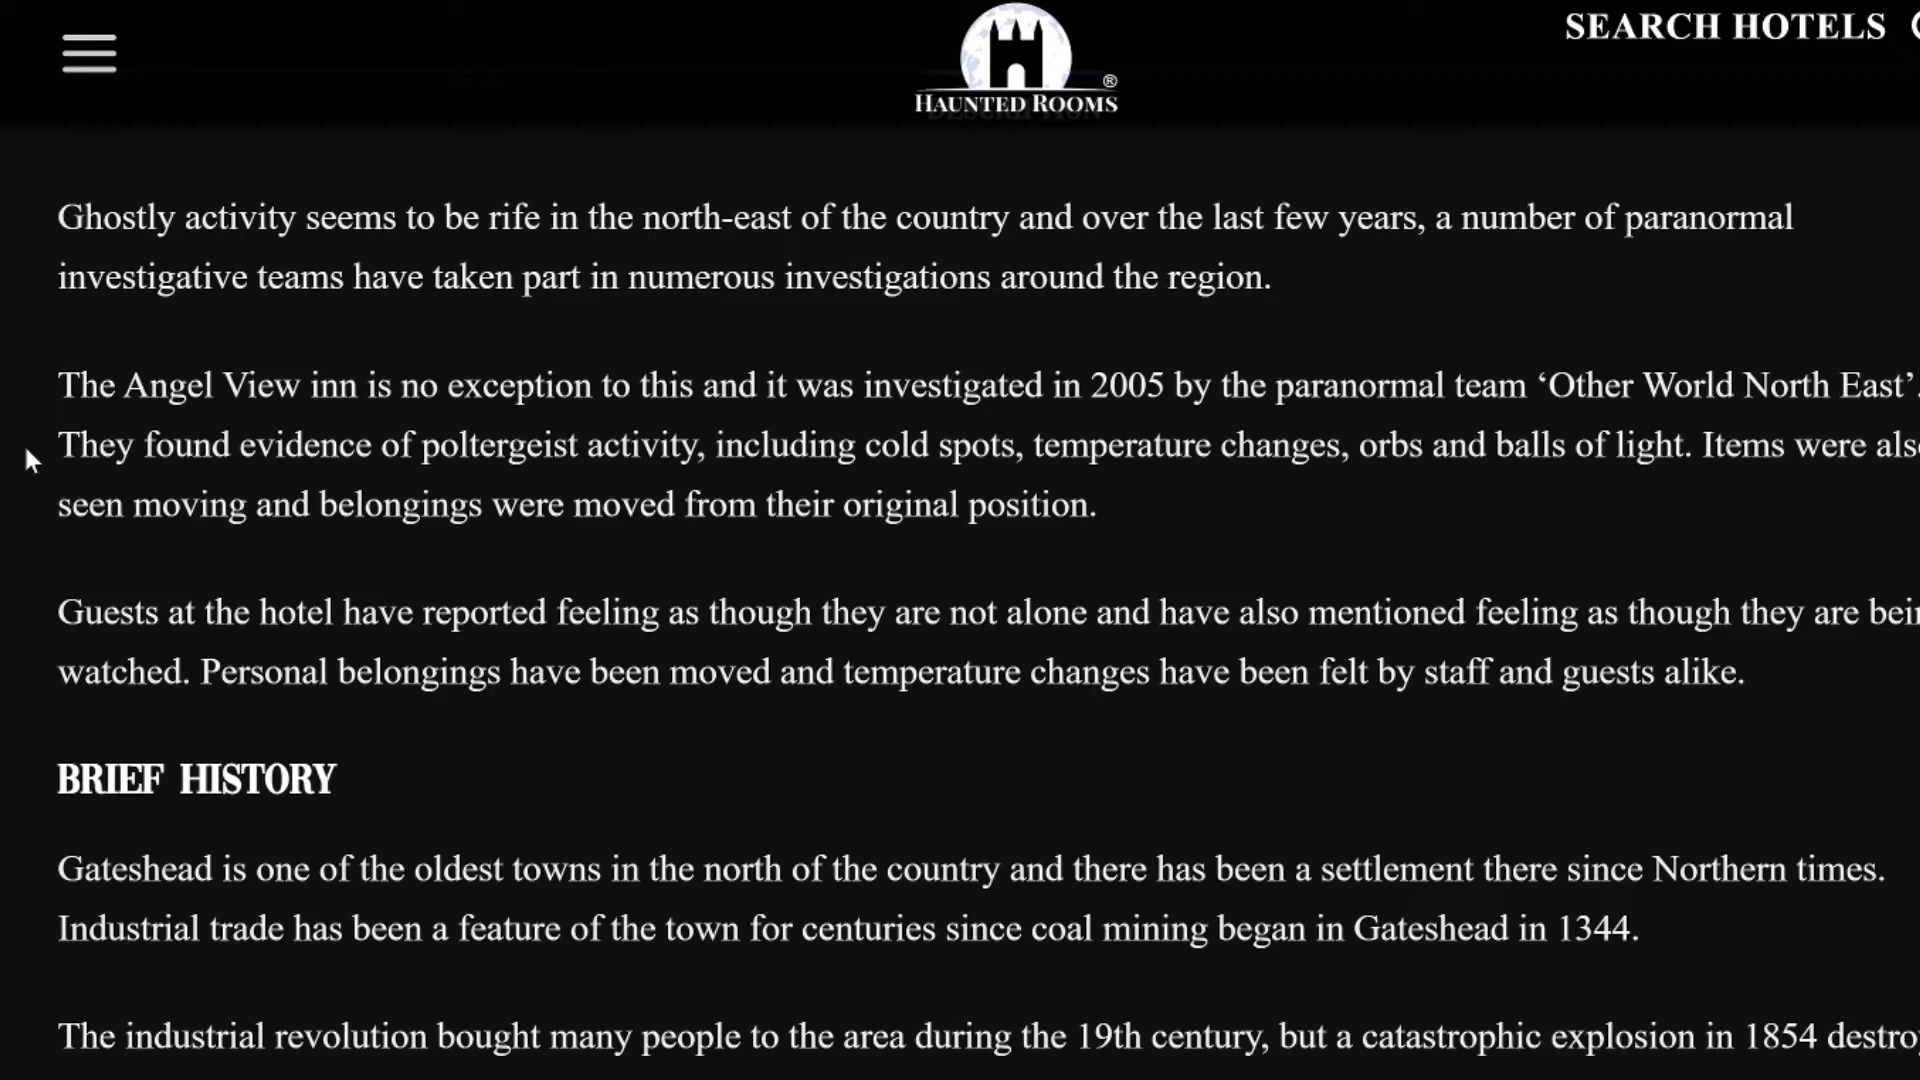 SEARCH HOTELS
®
HAUNTED ROOMS
Ghostly activity seems to be rife in the north-east of the country and over the last few years, a number of paranormal
investigative teams have taken part in numerous investigations around the region.
The Angel View inn is no exception to this and it was investigated in 2005 by the paranormal team ‘Other World North East’.
They found evidence of poltergeist activity, including cold spots, temperature changes, orbs and balls of light. Items were
seen moving and belongings were moved from their original position.
Guests at the hotel have reported feeling as though they are not alone and have also mentioned feeling as though they are
watched. Personal belongings have been moved and temperature changes have been felt by staff and guests alike.
BRIEF HISTORY
Gateshead is one of the oldest towns in the north of the country and there has been a settlement there since Northern times.
Industrial trade has been a feature of the town for centuries since coal mining began in Gateshead in 1344.
The industrial revolution bought many people to the area during the 19th century, but a catastrophic explosion in 1854